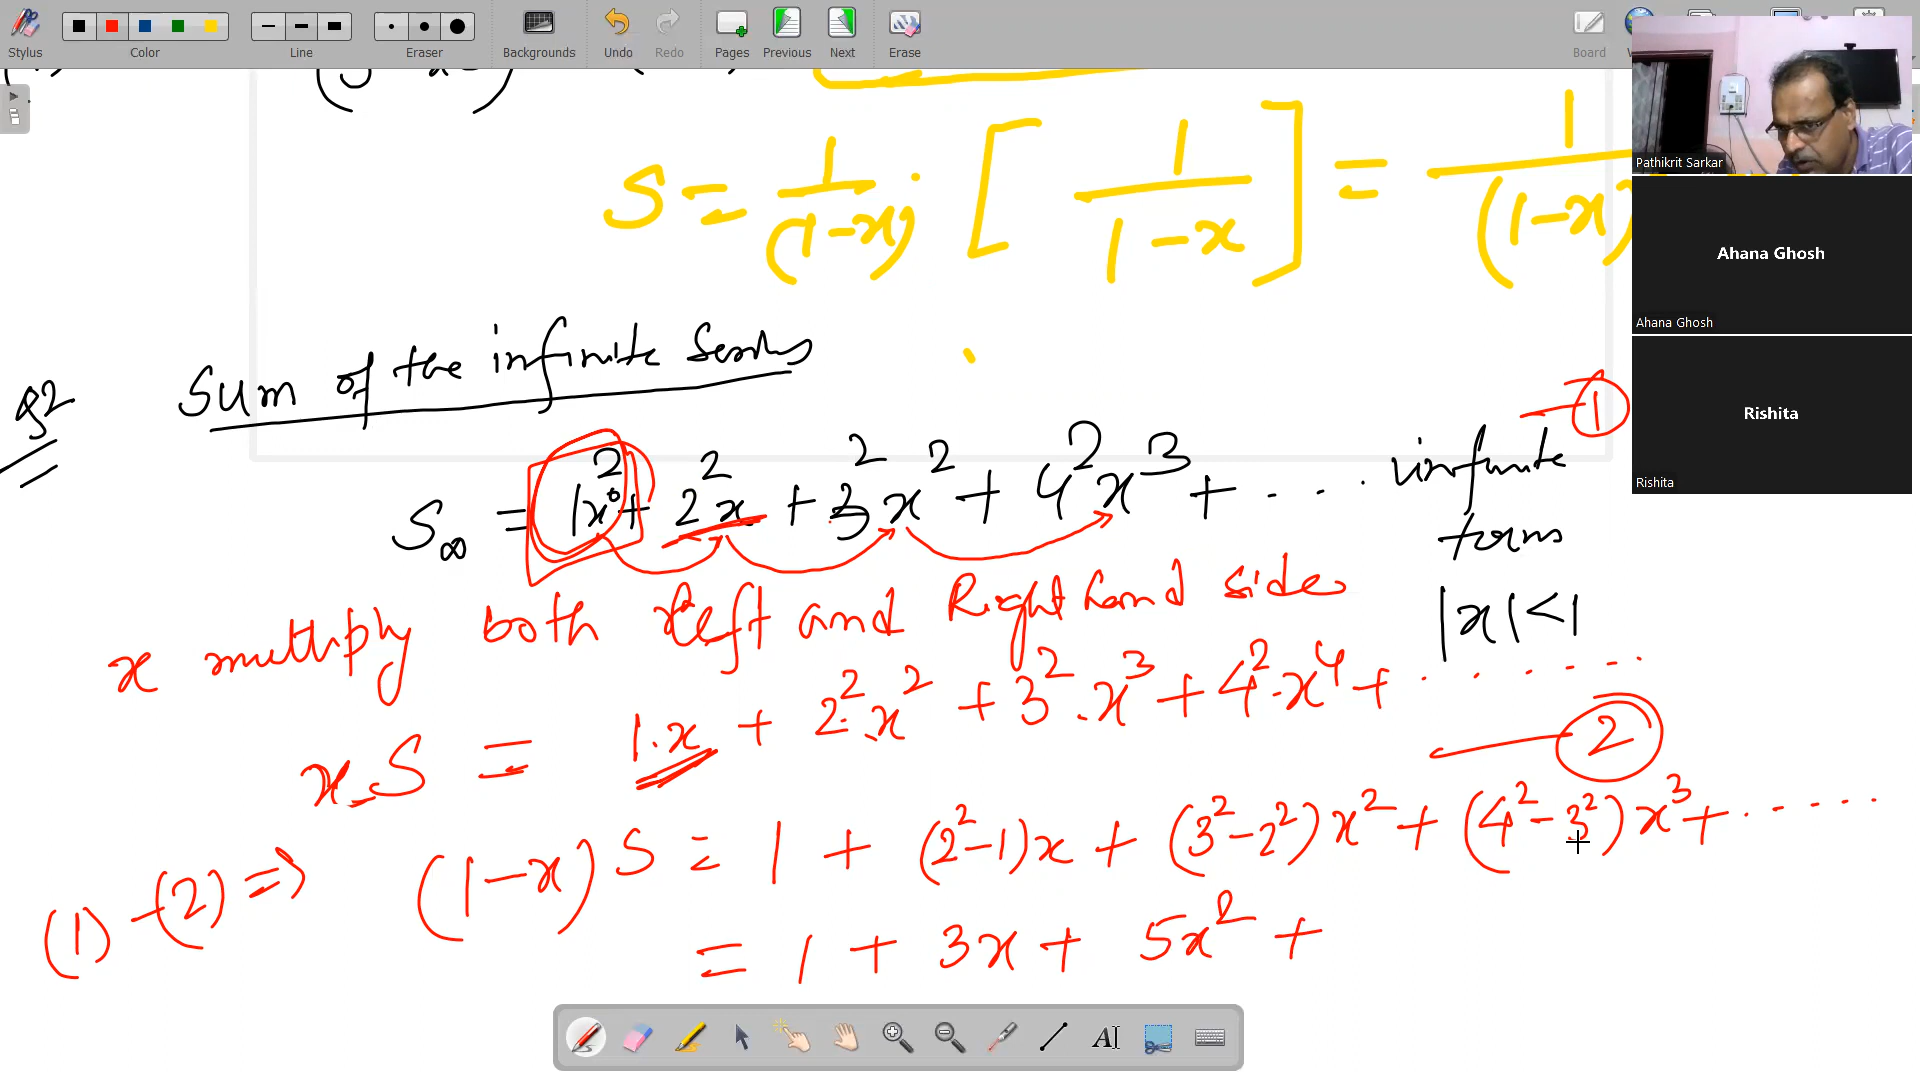 Stylus Color Line Eraser Backgrounds Undo Redo Pages Previous Next Erase Board
S = 1/(1-x) [ 1/(1-x) ] = 1/(1-x)
Q2 Sum of the infinite Series
S∞ = 1²x⁰ + 2²x + 3²x² + 4²x³ + . . . . infinite terms — ①
|x| < 1
x multiply both left and Right hand sides
x.S = 1.x + 2².x² + 3².x³ + 4².x⁴ + . . . . . . — ②
(1) - (2) ⇒ (1-x) S = 1 + (2²-1)x + (3²-2²)x² + (4²-3²)x³ + . . . . . .
= 1 + 3x + 5x² +
Pathikrit Sarkar
Ahana Ghosh
Ahana Ghosh
Rishita
Rishita
AI